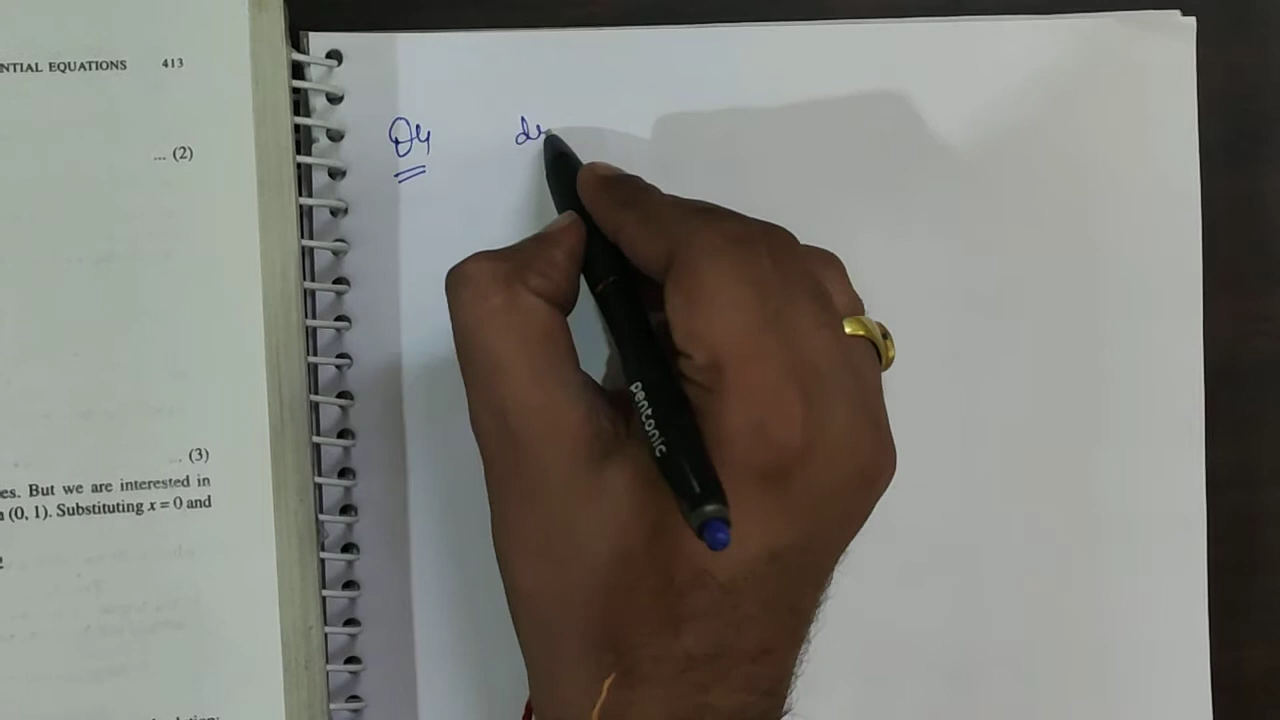 NTIAL EQUATIONS 413
... (2)
... (3)
es. But we are interested in
(0, 1). Substituting x = 0 and
Q4
pentonic